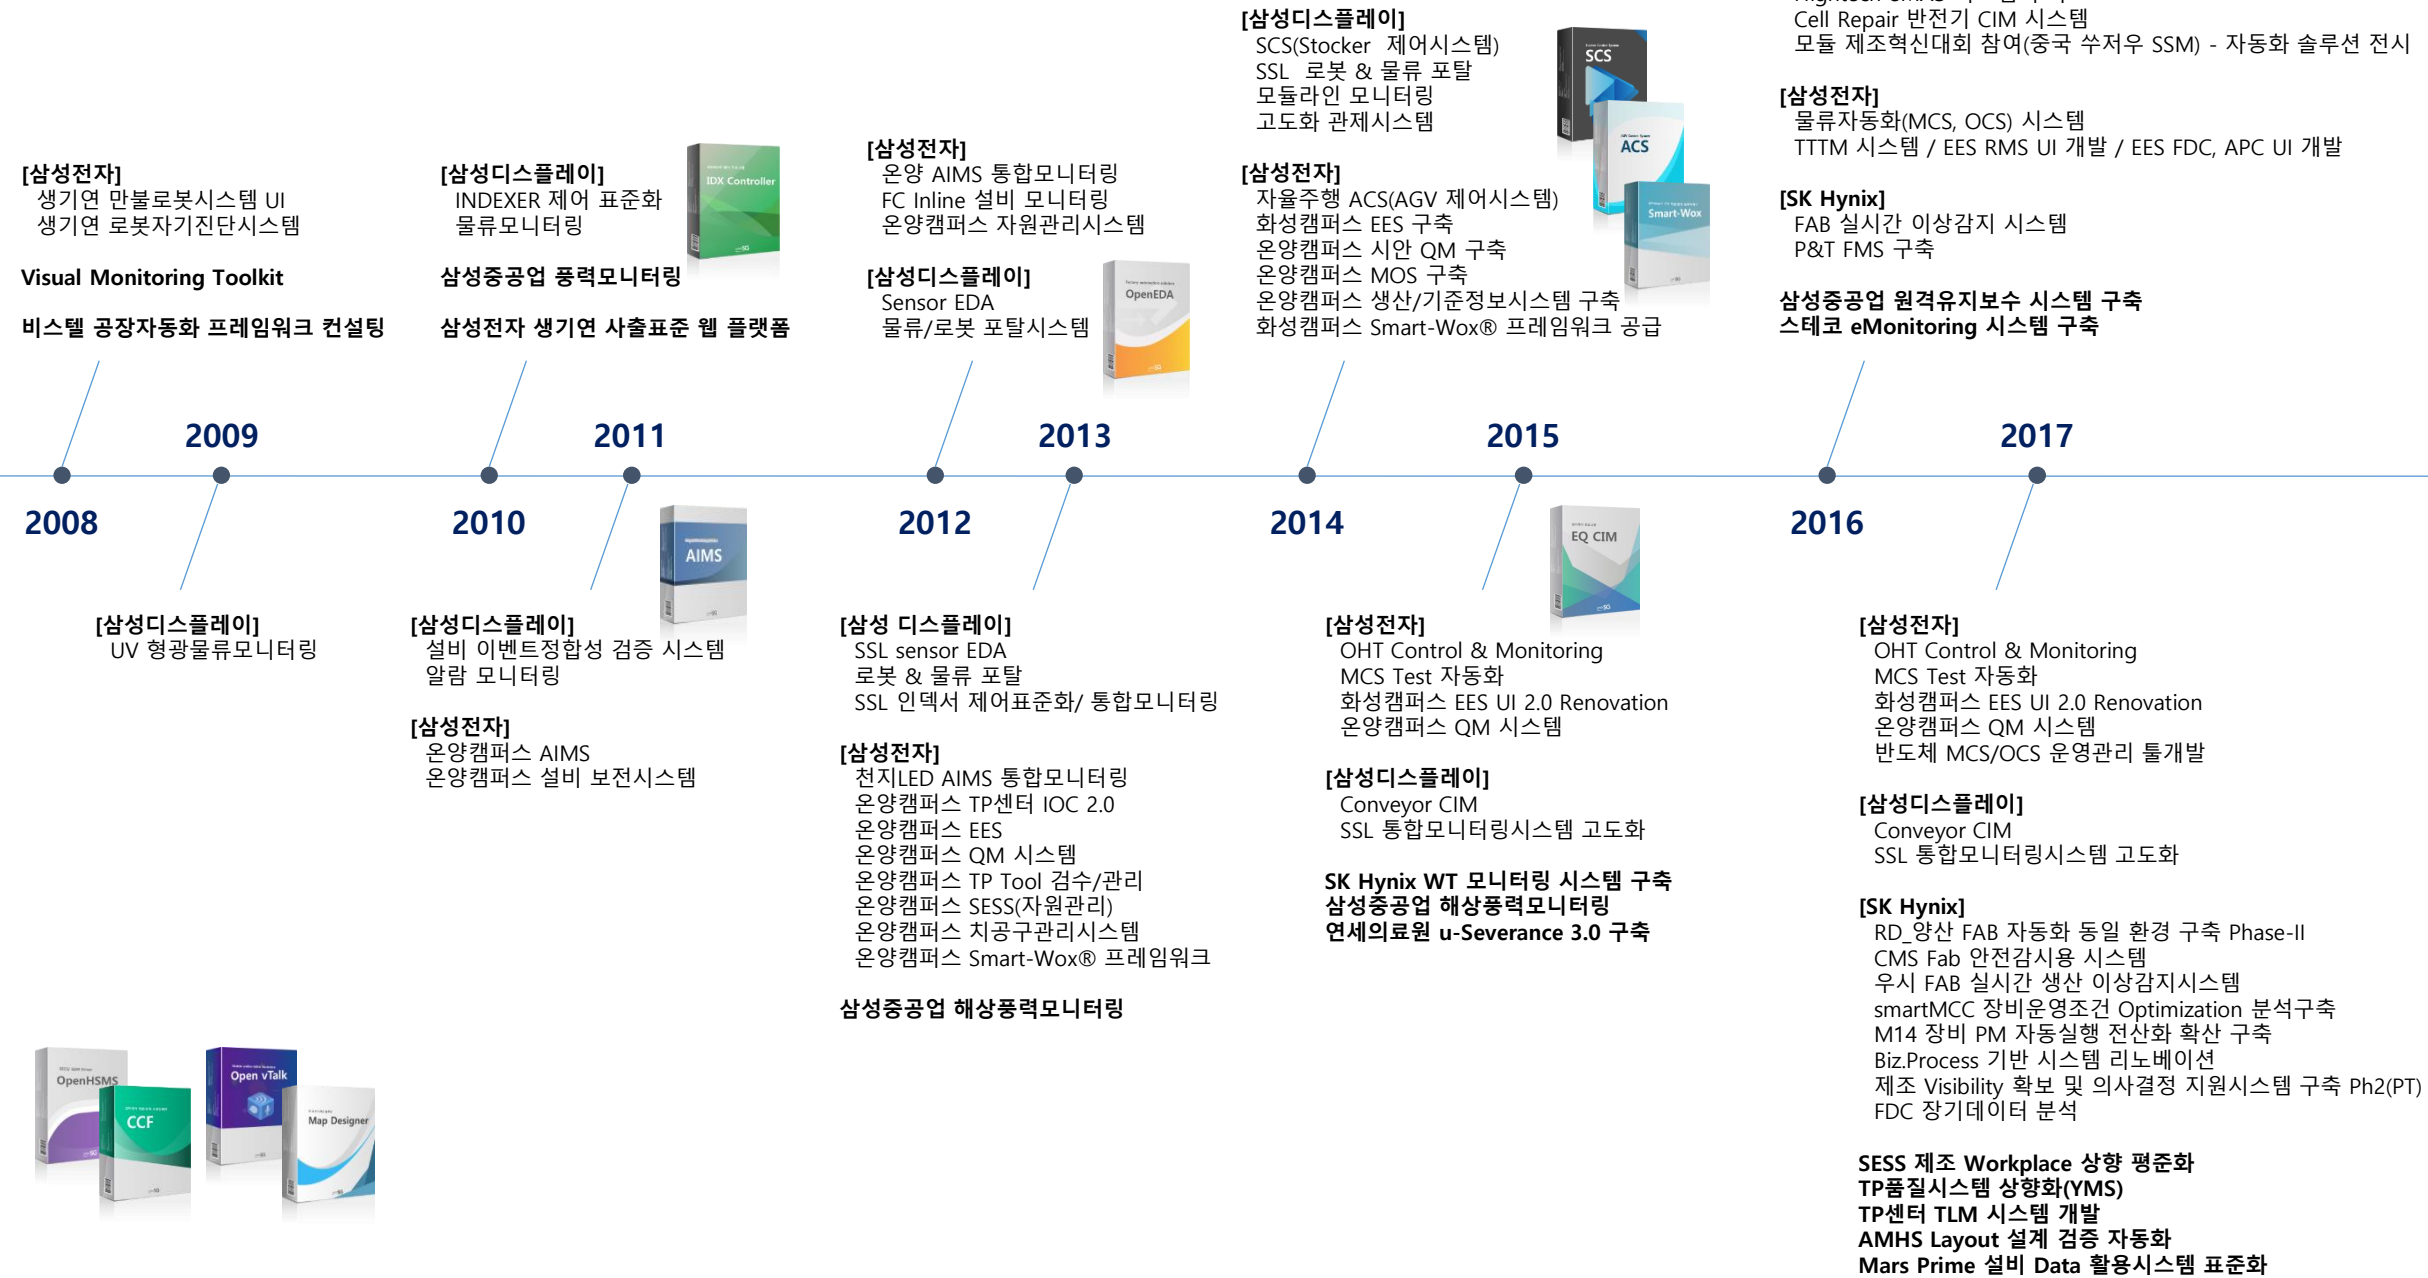 [삼성전자]
생기연 만불로봇시스템 UI
생기연 로봇자기진단시스템
Visual Monitoring Toolkit
비스텔 공장자동화 프레임워크 컨설팅
2008
2009
[삼성디스플레이]
UV 형광물류모니터링
[삼성디스플레이]
INDEXER 제어 표준화
물류모니터링
삼성중공업 풍력모니터링
삼성전자 생기연 사출표준 웹 플랫폼
IDX Controller
2010
2011
AIMS
[삼성디스플레이]
설비 이벤트정합성 검증 시스템
알람 모니터링
[삼성전자]
온양캠퍼스 AIMS
온양캠퍼스 설비 보전시스템
[삼성전자]
온양 AIMS 통합모니터링
FC Inline 설비 모니터링
온양캠퍼스 자원관리시스템
[삼성디스플레이]
Sensor EDA
물류/로봇 포탈시스템
OpenEDA
2012
2013
[삼성 디스플레이]
SSL sensor EDA
로봇 & 물류 포탈
SSL 인덱서 제어표준화/ 통합모니터링
[삼성전자]
천지LED AIMS 통합모니터링
온양캠퍼스 TP센터 IOC 2.0
온양캠퍼스 EES
온양캠퍼스 QM 시스템
온양캠퍼스 TP Tool 검수/관리
온양캠퍼스 SESS(자원관리)
온양캠퍼스 치공구관리시스템
온양캠퍼스 Smart-Wox® 프레임워크
삼성중공업 해상풍력모니터링
[삼성디스플레이]
SCS(Stocker 제어시스템)
SSL 로봇 & 물류 포탈
모듈라인 모니터링
고도화 관제시스템
[삼성전자]
자율주행 ACS(AGV 제어시스템)
화성캠퍼스 EES 구축
온양캠퍼스 시안 QM 구축
온양캠퍼스 MOS 구축
온양캠퍼스 생산/기준정보시스템 구축
화성캠퍼스 Smart-Wox® 프레임워크 공급
SCS
ACS
Smart-Wox
2014
2015
EQ CIM
[삼성전자]
OHT Control & Monitoring
MCS Test 자동화
화성캠퍼스 EES UI 2.0 Renovation
온양캠퍼스 QM 시스템
[삼성디스플레이]
Conveyor CIM
SSL 통합모니터링시스템 고도화
SK Hynix WT 모니터링 시스템 구축
삼성중공업 해상풍력모니터링
연세의료원 u-Severance 3.0 구축
Cell Repair 반전기 CIM 시스템
모듈 제조혁신대회 참여(중국 쑤저우 SSM) - 자동화 솔루션 전시
[삼성전자]
물류자동화(MCS, OCS) 시스템
TTTM 시스템 / EES RMS UI 개발 / EES FDC, APC UI 개발
[SK Hynix]
FAB 실시간 이상감지 시스템
P&T FMS 구축
삼성중공업 원격유지보수 시스템 구축
스테코 eMonitoring 시스템 구축
2016
2017
[삼성전자]
OHT Control & Monitoring
MCS Test 자동화
화성캠퍼스 EES UI 2.0 Renovation
온양캠퍼스 QM 시스템
반도체 MCS/OCS 운영관리 툴개발
[삼성디스플레이]
Conveyor CIM
SSL 통합모니터링시스템 고도화
[SK Hynix]
RD_양산 FAB 자동화 동일 환경 구축 Phase-II
CMS Fab 안전감시용 시스템
우시 FAB 실시간 생산 이상감지시스템
smartMCC 장비운영조건 Optimization 분석구축
M14 장비 PM 자동실행 전산화 확산 구축
Biz.Process 기반 시스템 리노베이션
제조 Visibility 확보 및 의사결정 지원시스템 구축 Ph2(PT)
FDC 장기데이터 분석
SESS 제조 Workplace 상향 평준화
TP품질시스템 상향화(YMS)
TP센터 TLM 시스템 개발
AMHS Layout 설계 검증 자동화
Mars Prime 설비 Data 활용시스템 표준화
OpenHSMS
CCF
Open vTalk
Map Designer